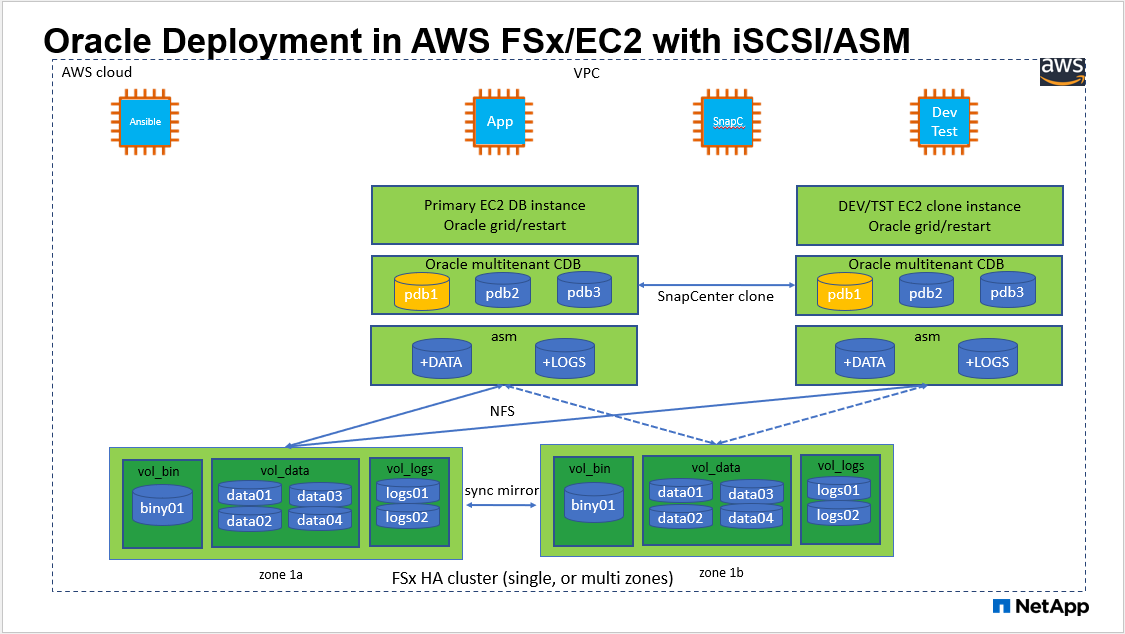 Oracle Deployment in AWS FSx/EC2 with iSCSI/ASM
AWS cloud
VPC
aws
Ansible
App
SnapC
Dev
Test
Primary EC2 DB instance
Oracle grid/restart
DEV/TST EC2 clone instance
Oracle grid/restart
Oracle multitenant CDB
pdb1
pdb2
pdb3
SnapCenter clone
Oracle multitenant CDB
pdb1
pdb2
pdb3
asm
+DATA
+LOGS
asm
+DATA
+LOGS
NFS
vol_bin
biny01
vol_data
data01
data03
data02
data04
vol_logs
logs01
logs02
sync mirror
vol_bin
biny01
vol_data
data01
data03
data02
data04
vol_logs
logs01
logs02
zone 1a
FSx HA cluster (single, or multi zones)
zone 1b
NetApp